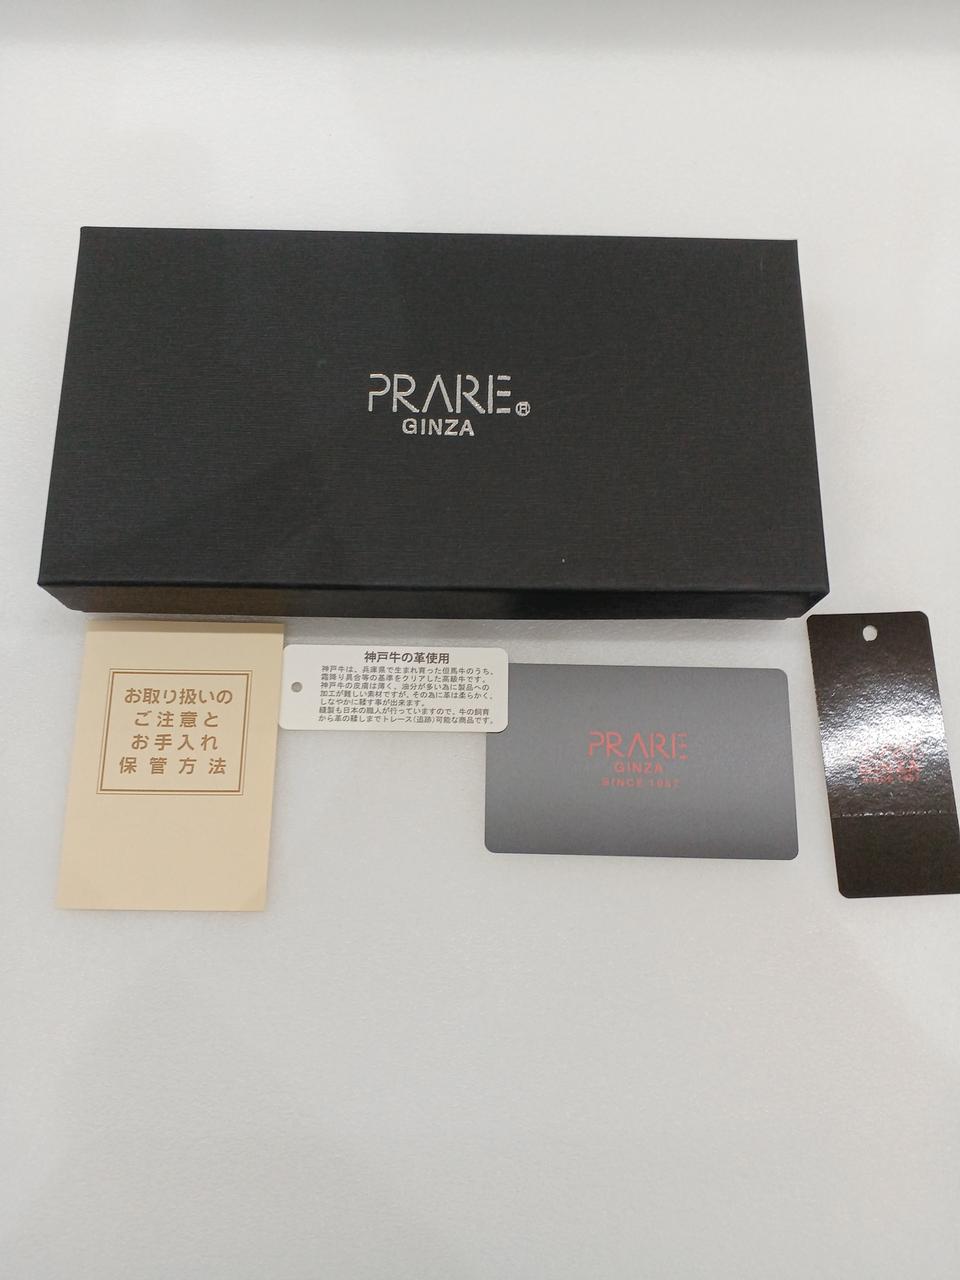 PRARE®
GINZA
お取り扱いの
ご注意と
お手入れ
保管方法
神戸牛の革使用
神戸牛は、兵庫県で生まれ育った但馬牛のうち、
霜降り具合等の基準をクリアした高級牛です。
神戸牛の皮膚は薄く、油分が多い為に製品への
加工が難しい素材ですが、その為に革は柔らかく、
しなやかに鞣す事が出来ます。
縫製も日本の職人が行っていますので、牛の飼育
から革の鞣しまでトレース(追跡)可能な商品です。
PRARE
GINZA
SINCE 1987
GINZA